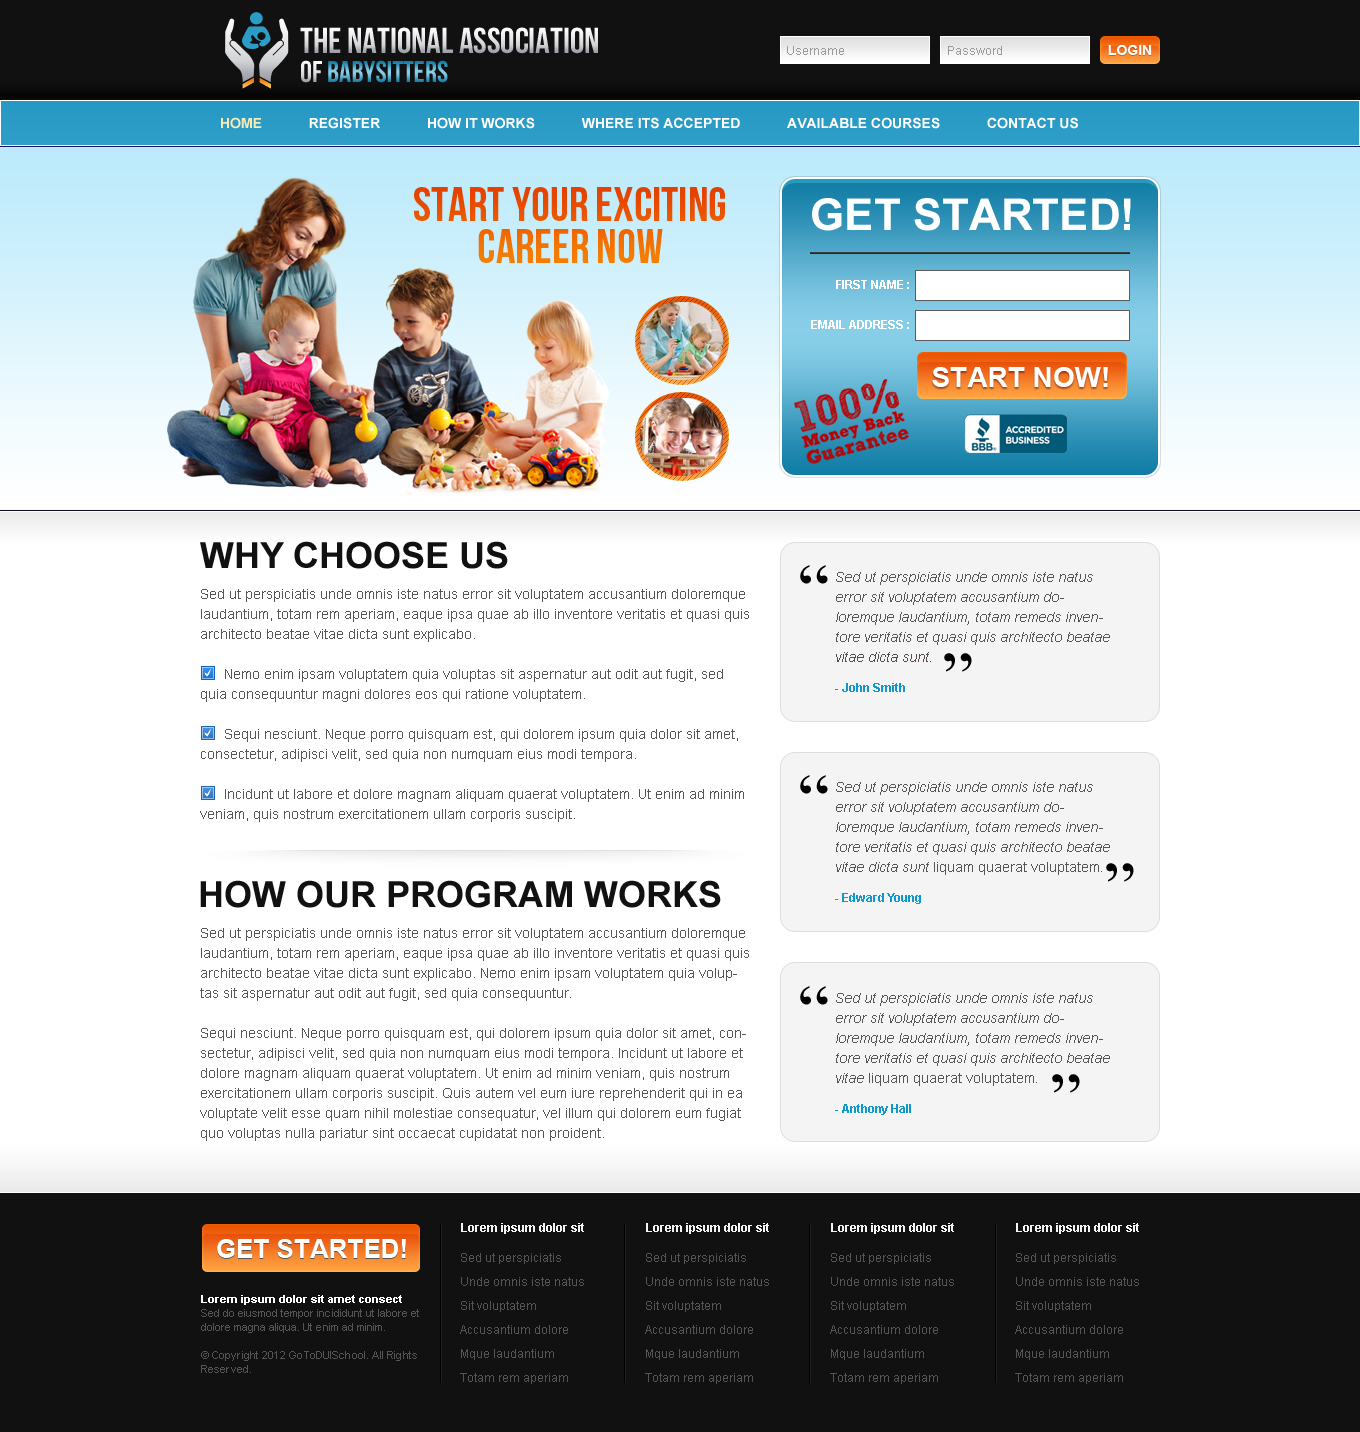 THE NATIONAL ASSOCIATION
OF BABYSITTERS
Username
Password
LOGIN
HOME
REGISTER
HOW IT WORKS
WHERE ITS ACCEPTED
AVAILABLE COURSES
CONTACT US
START YOUR EXCITING
CAREER NOW
GET STARTED!
FIRST NAME :
EMAIL ADDRESS :
START NOW!
100%
Money Back
Guarantee
BBB.
ACCREDITED
BUSINESS
WHY CHOOSE US
Sed ut perspiciatis unde omnis iste natus error sit voluptatem accusantium doloremque
laudantium, totam rem aperiam, eaque ipsa quae ab illo inventore veritatis et quasi quis
architecto beatae vitae dicta sunt explicabo.
Nemo enim ipsam voluptatem quia voluptas sit aspernatur aut odit aut fugit, sed
quia consequuntur magni dolores eos qui ratione voluptatem.
Sequi nesciunt. Neque porro quisquam est, qui dolorem ipsum quia dolor sit amet,
consectetur, adipisci velit, sed quia non numquam eius modi tempora.
Incidunt ut labore et dolore magnam aliquam quaerat voluptatem. Ut enim ad minim
veniam, quis nostrum exercitationem ullam corporis suscipit.
HOW OUR PROGRAM WORKS
Sed ut perspiciatis unde omnis iste natus error sit voluptatem accusantium doloremque
laudantium, totam rem aperiam, eaque ipsa quae ab illo inventore veritatis et quasi quis
architecto beatae vitae dicta sunt explicabo. Nemo enim ipsam voluptatem quia volup-
tas sit aspernatur aut odit aut fugit, sed quia consequuntur.
Sequi nesciunt. Neque porro quisquam est, qui dolorem ipsum quia dolor sit amet, con-
sectetur, adipisci velit, sed quia non numquam eius modi tempora. Incidunt ut labore et
dolore magnam aliquam quaerat voluptatem. Ut enim ad minim veniam, quis nostrum
exercitationem ullam corporis suscipit. Quis autem vel eum iure reprehenderit qui in ea
voluptate velit esse quam nihil molestiae consequatur, vel illum qui dolorem eum fugiat
quo voluptas nulla pariatur sint occaecat cupidatat non proident.
“ Sed ut perspiciatis unde omnis iste natus
error sit voluptatem accusantium do-
loremque laudantium, totam remeds inven-
tore veritatis et quasi quis architecto beatae
vitae dicta sunt. ”
- John Smith
“ Sed ut perspiciatis unde omnis iste natus
error sit voluptatem accusantium do-
loremque laudantium, totam remeds inven-
tore veritatis et quasi quis architecto beatae
vitae dicta sunt liquam quaerat voluptatem. ”
- Edward Young
“ Sed ut perspiciatis unde omnis iste natus
error sit voluptatem accusantium do-
loremque laudantium, totam remeds inven-
tore veritatis et quasi quis architecto beatae
vitae liquam quaerat voluptatem. ”
- Anthony Hall
GET STARTED!
Lorem ipsum dolor sit amet consect
Sed do eiusmod tempor incididunt ut labore et
dolore magna aliqua. Ut enim ad minim.
© Copyright 2012 GoToDUISchool. All Rights
Reserved.
Lorem ipsum dolor sit
Sed ut perspiciatis
Unde omnis iste natus
Sit voluptatem
Accusantium dolore
Mque laudantium
Totam rem aperiam
Lorem ipsum dolor sit
Sed ut perspiciatis
Unde omnis iste natus
Sit voluptatem
Accusantium dolore
Mque laudantium
Totam rem aperiam
Lorem ipsum dolor sit
Sed ut perspiciatis
Unde omnis iste natus
Sit voluptatem
Accusantium dolore
Mque laudantium
Totam rem aperiam
Lorem ipsum dolor sit
Sed ut perspiciatis
Unde omnis iste natus
Sit voluptatem
Accusantium dolore
Mque laudantium
Totam rem aperiam